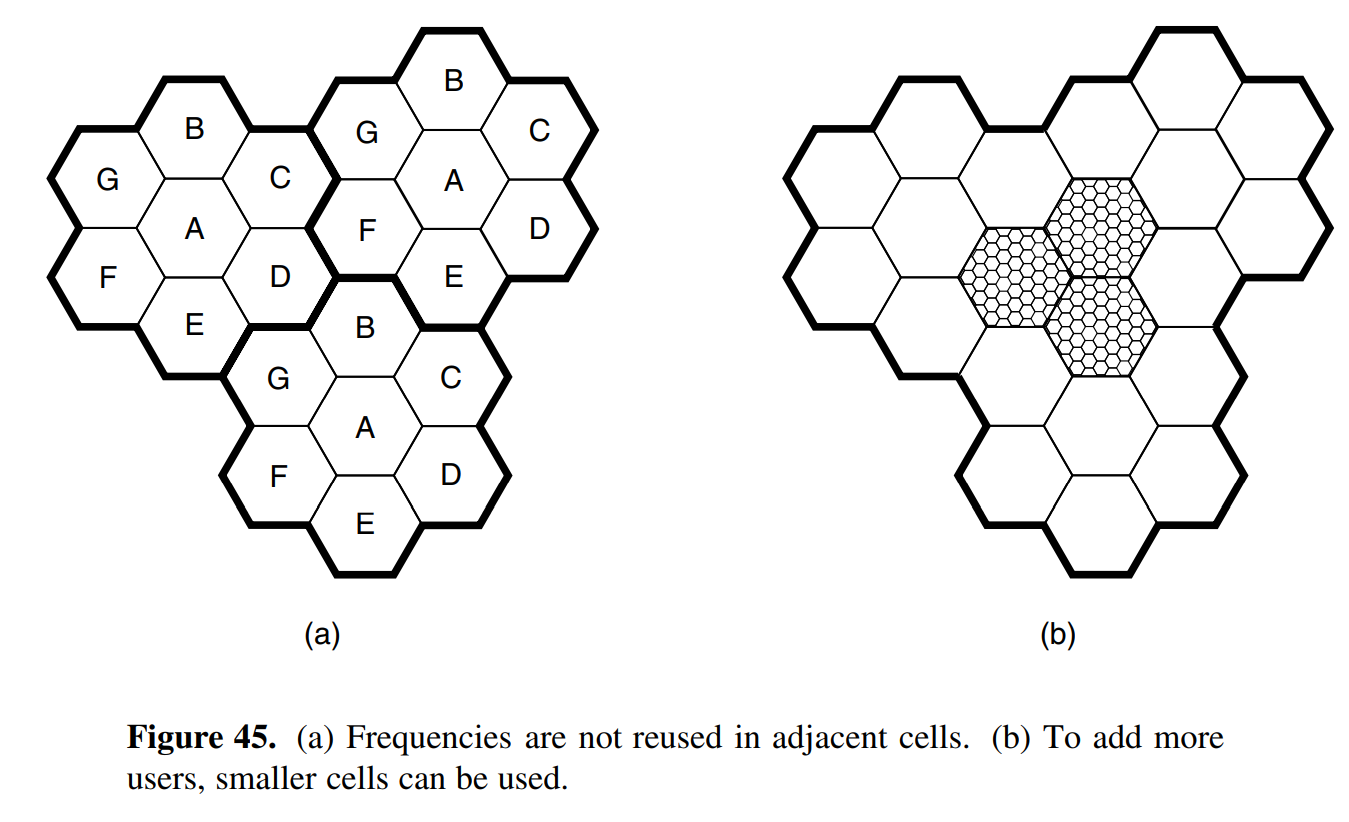 B
G C
B A
G C F D
A E
F D B
E G C
A
F D
E
(a) (b)
Figure 45. (a) Frequencies are not reused in adjacent cells. (b) To add more
users, smaller cells can be used.